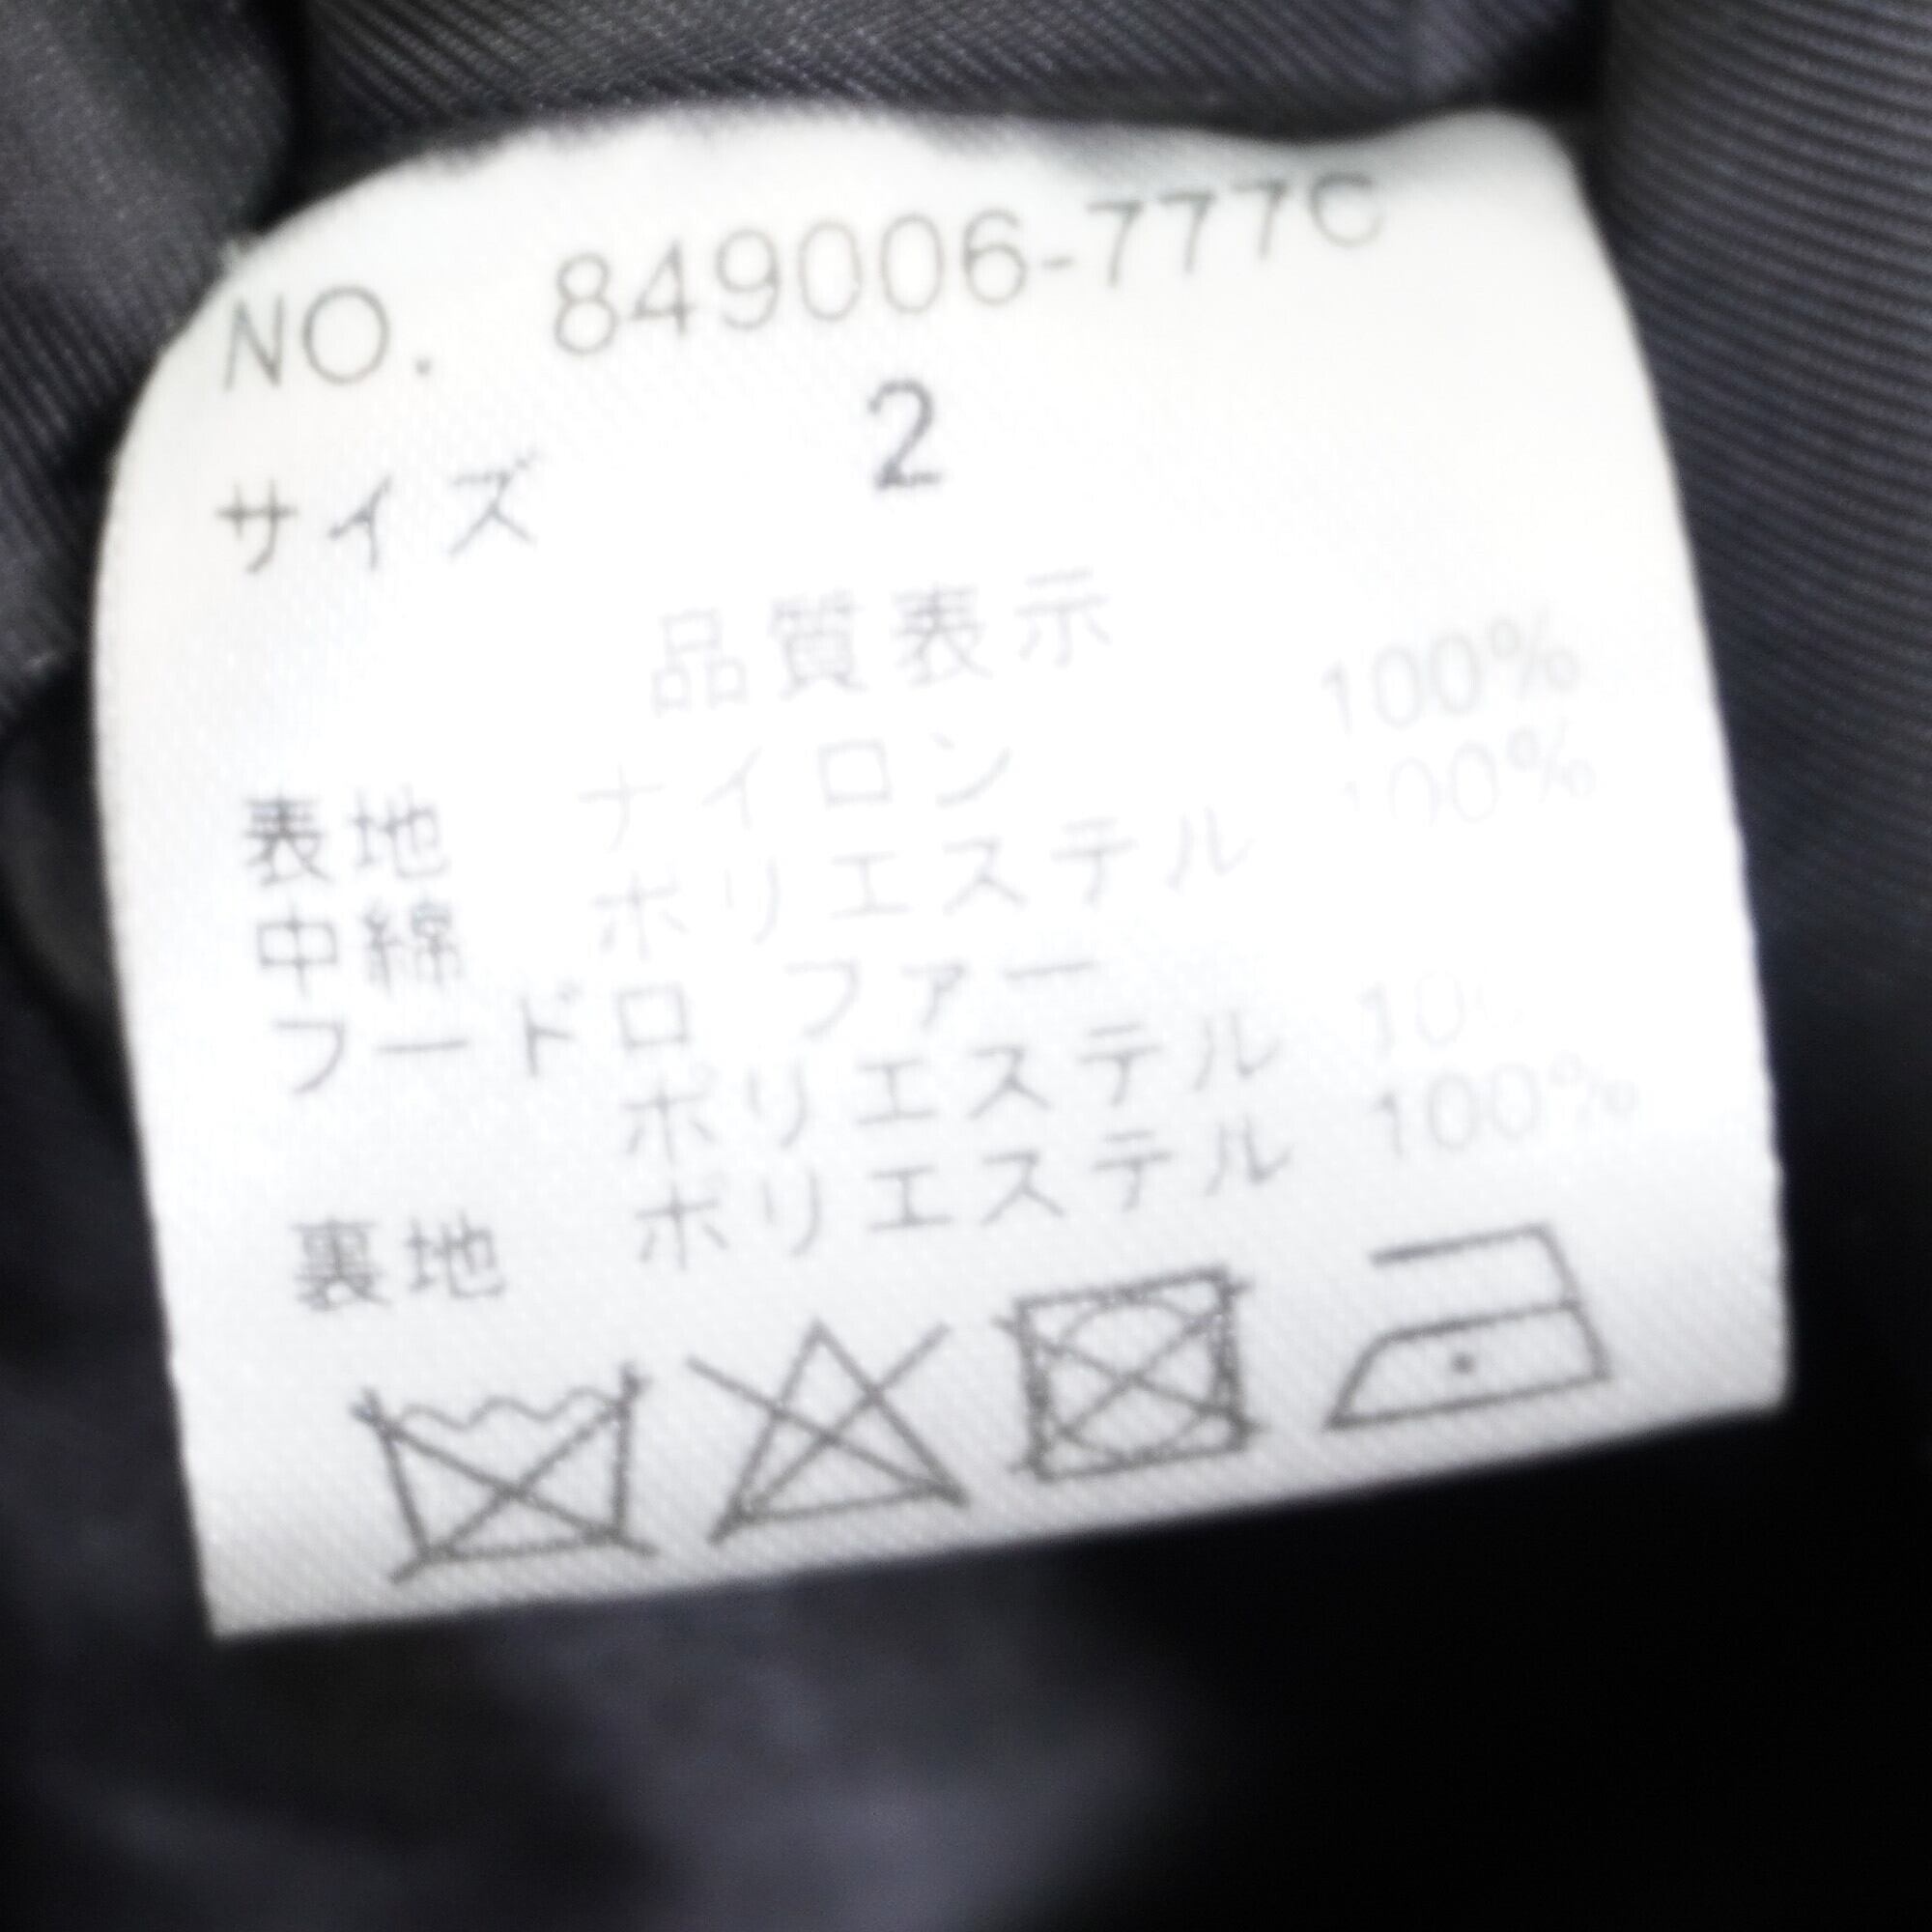 NO. 849006-777C
サイズ 2
品質表示
表地 ナイロン 100%
中綿 ポリエステル 100%
フード口 ファー
ポリエステル
裏地 ポリエステル 100%